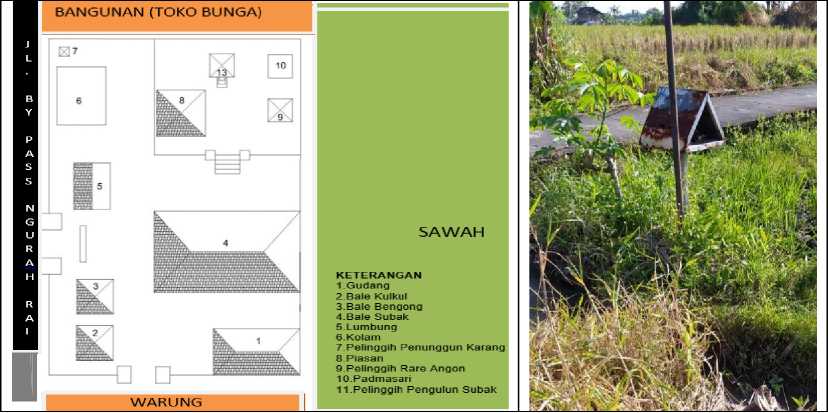 BANGUNAN (TOKO BUNGA)
JL. BY PASS NGURAH RAI
7
6
13
10
8
9
5
4
3
2
1
SAWAH
KETERANGAN
1.Gudang
2.Bale Kulkul
3.Bale Bengong
4.Bale Subak
5.Lumbung
6.Kolam
7.Pelinggih Penunggun Karang
8.Piasan
9.Pelinggih Rare Angon
10.Padmasari
11.Pelinggih Pengulun Subak
WARUNG